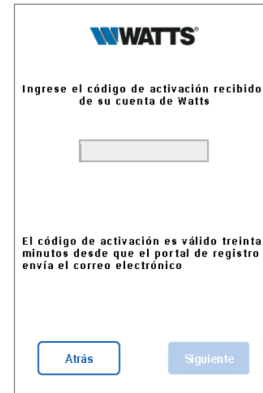 WATTS®
Ingrese el código de activación recibido
de su cuenta de Watts
El código de activación es válido treinta
minutos desde que el portal de registro
envía el correo electrónico
Atrás
Siguiente